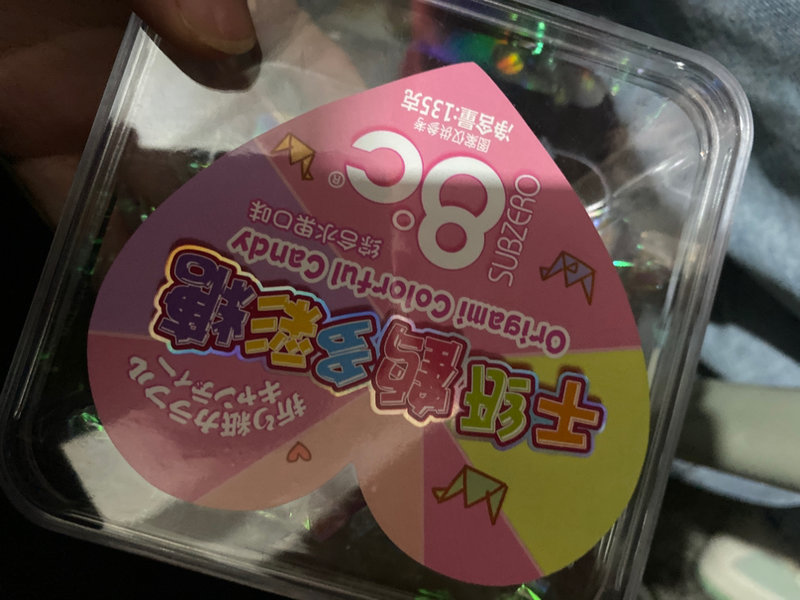 折り紙カラフル
キャンディー
千纸鹤多彩糖
Origami Colorful Candy
综合水果口味
SUBZERO
8°C®
图案仅供参考
净含量:135克